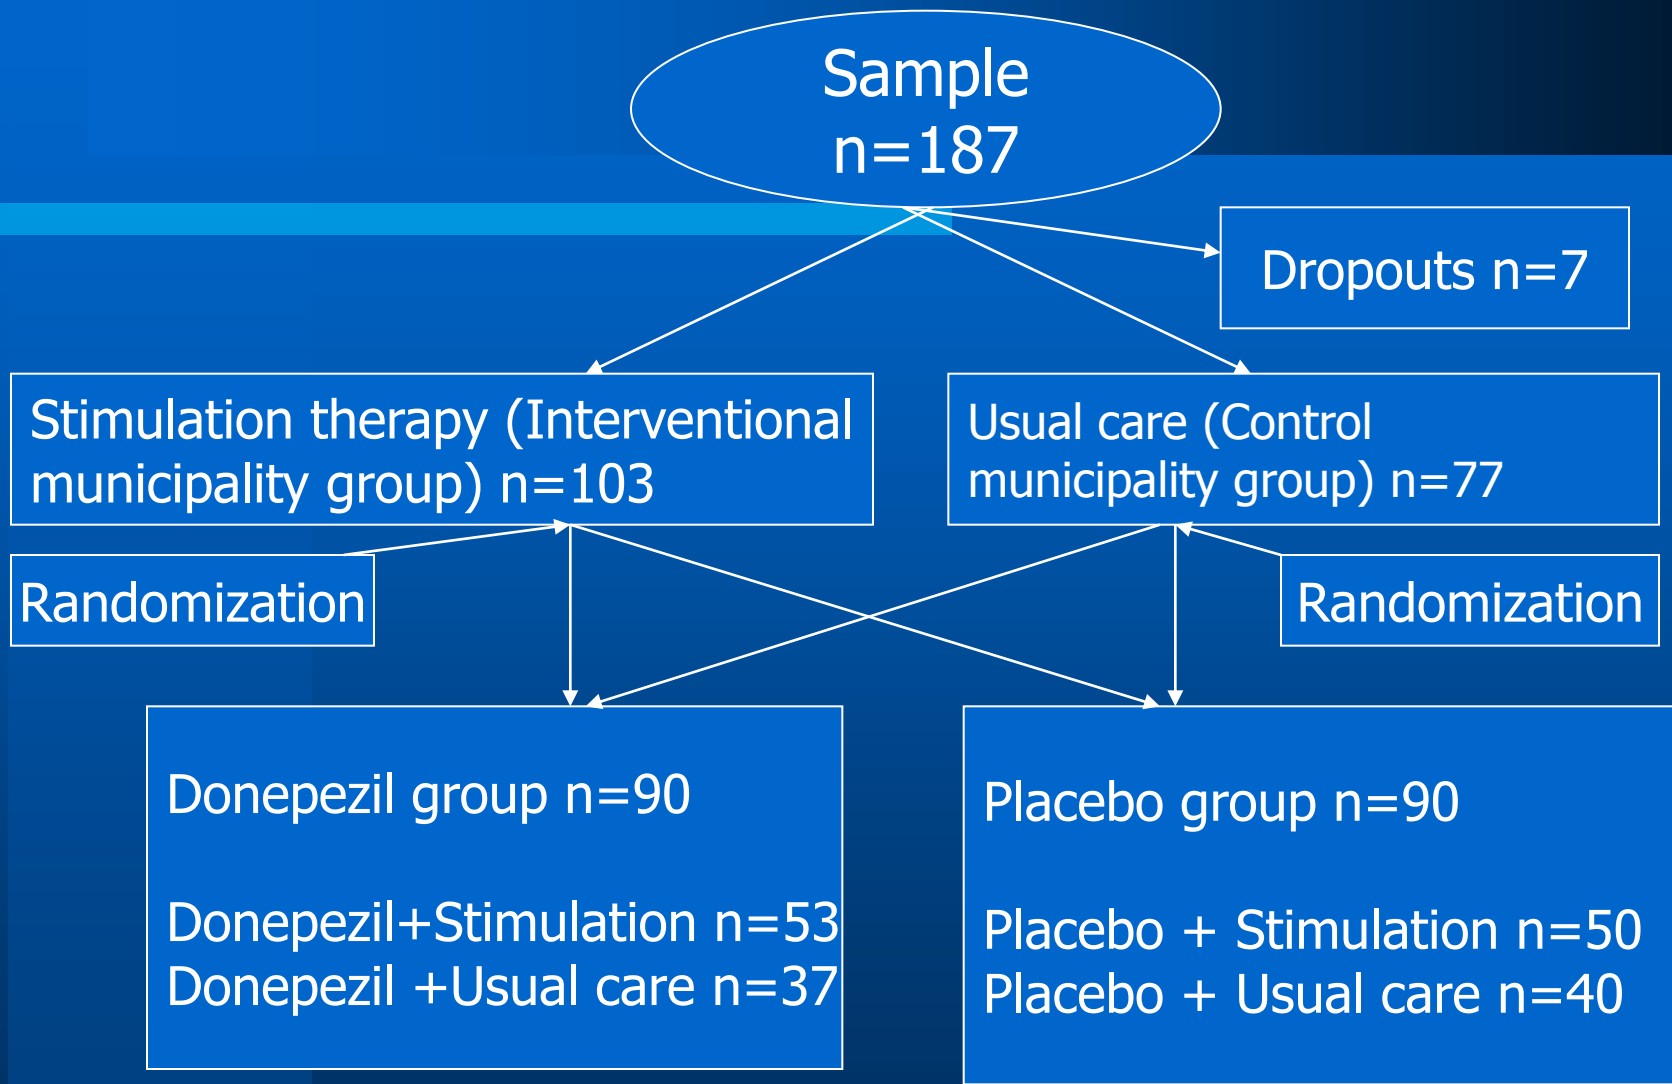 Sample
n=187
Dropouts n=7
Stimulation therapy (Interventional
municipality group) n=103
Usual care (Control
municipality group) n=77
Randomization
Randomization
Donepezil group n=90
Donepezil+Stimulation n=53
Donepezil +Usual care n=37
Placebo group n=90
Placebo + Stimulation n=50
Placebo + Usual care n=40